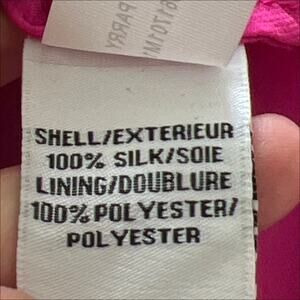 SHELL/EXTERIEUR
100% SILK/SOIE
LINING/DOUBLURE
100% POLYESTER/
POLYESTER